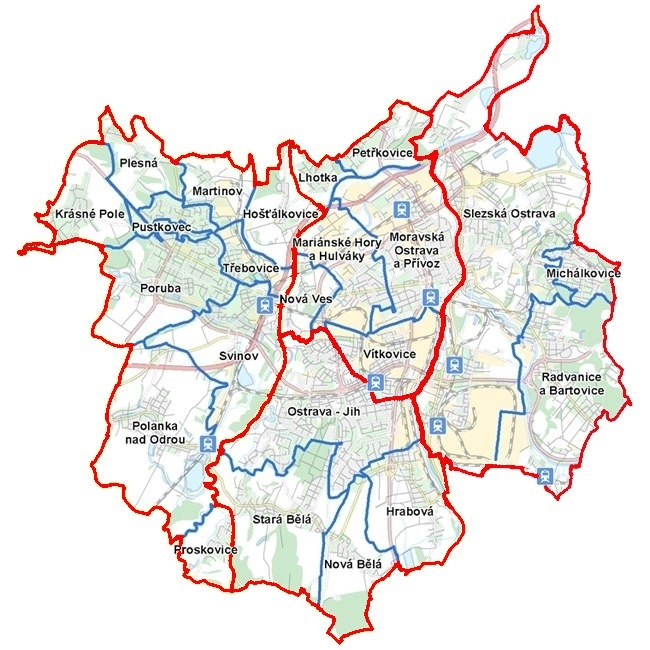 Petřkovice
Plesná
Lhotka
Martinov
Krásné Pole
Hošťálkovice
Slezská Ostrava
Pustkovec
Mariánské Hory
a Hulváky
Moravská
Ostrava
a Přívoz
Třebovice
Michálkovice
Poruba
Nová Ves
Svinov
Vítkovice
Radvanice
a Bartovice
Ostrava - Jih
Polanka
nad Odrou
Hrabová
Stará Bělá
Proskovice
Nová Bělá